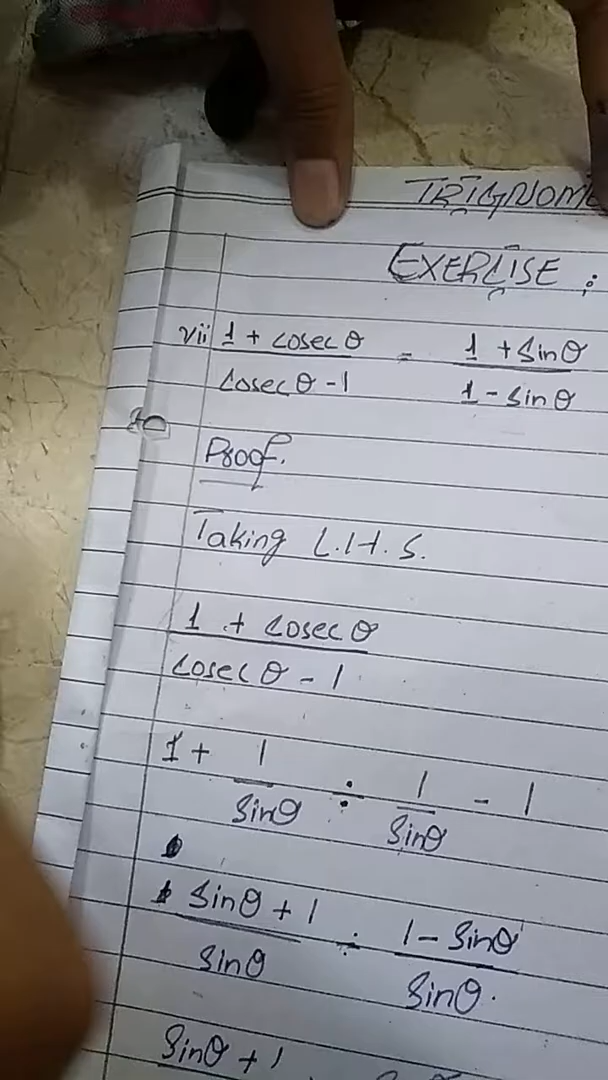 TRIGNOM
EXERCISE :
vii 1 + cosec θ / cosec θ - 1 = 1 + sin θ / 1 - sin θ
Proof.
Taking L.H.S.
1 + cosec θ / cosec θ - 1
1 + 1 / sin θ ÷ 1 / sin θ - 1
sin θ + 1 / sin θ ÷ 1 - sin θ / sin θ.
sin θ + 1